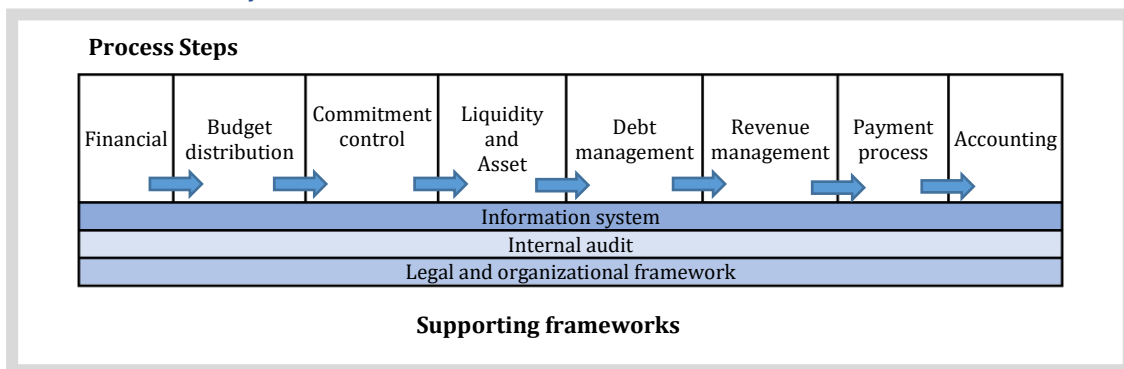 Process Steps
Financial
Budget
distribution
Commitment
control
Liquidity
and
Asset
Debt
management
Revenue
management
Payment
process
Accounting
Information system
Internal audit
Legal and organizational framework
Supporting frameworks